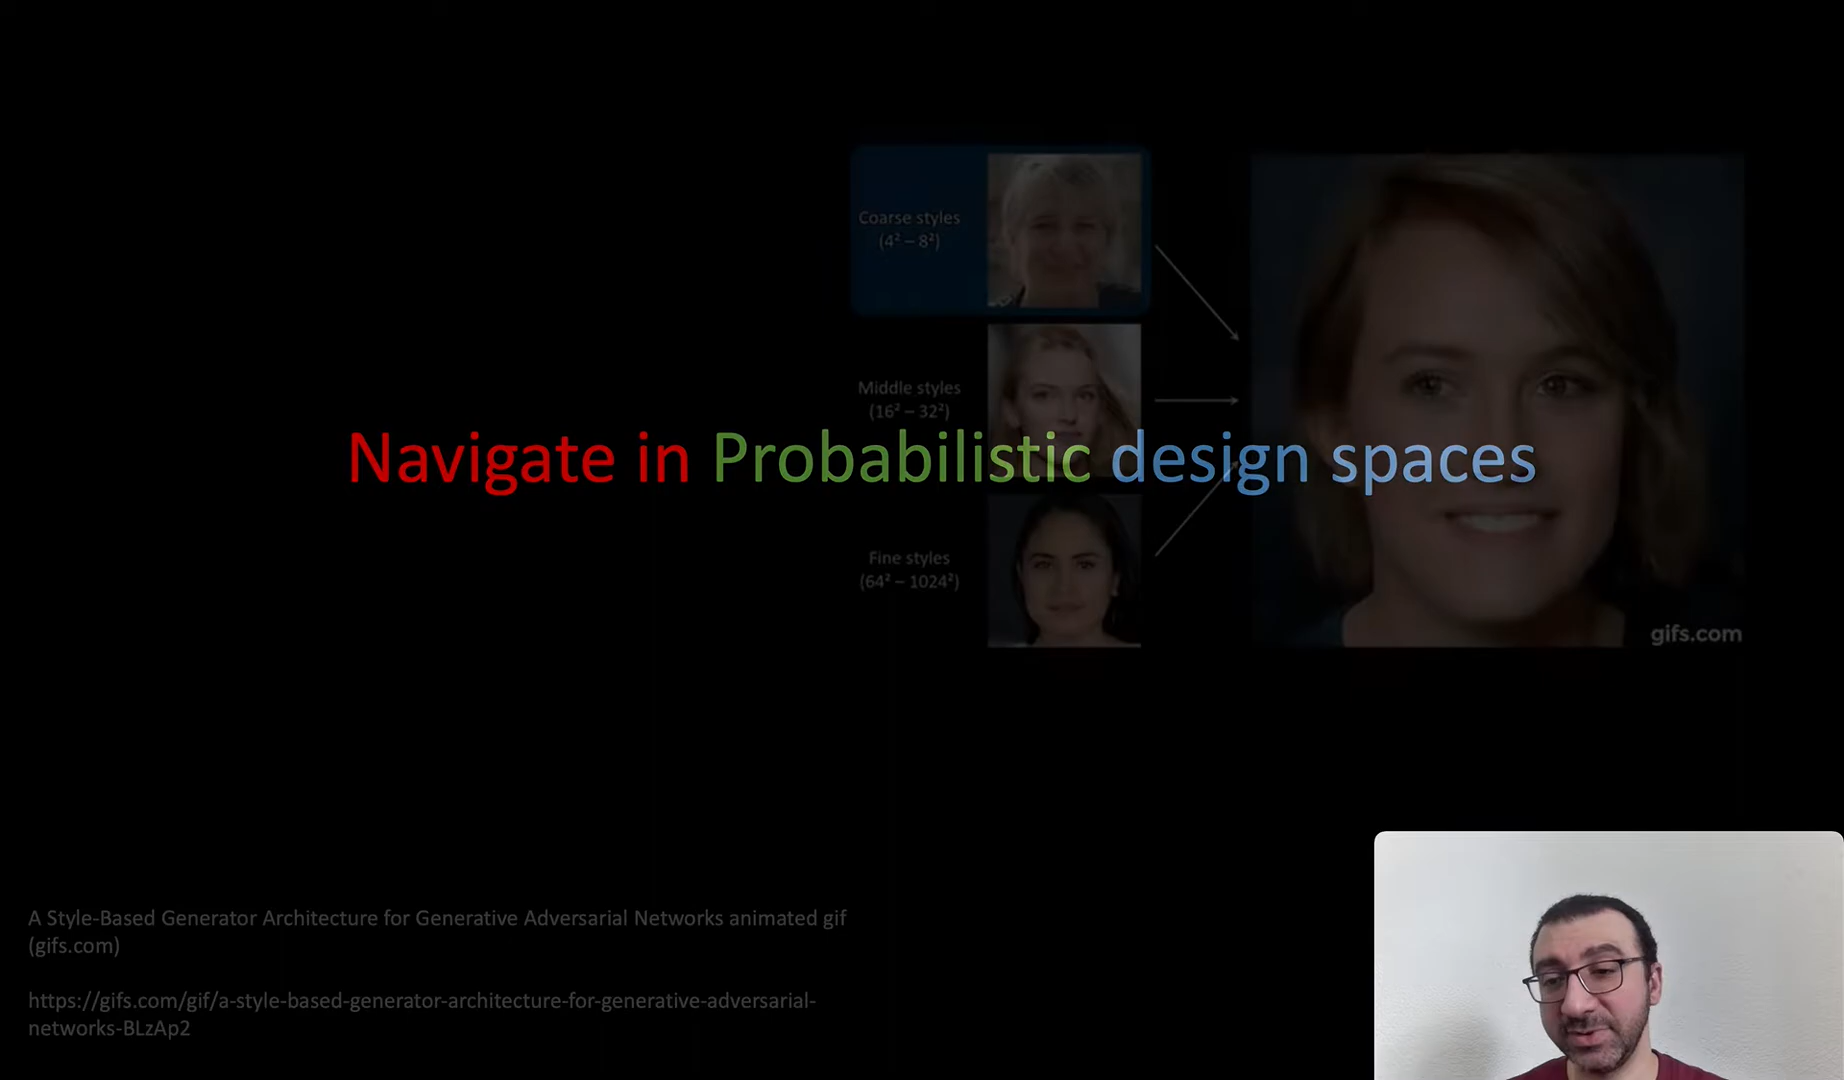 Coarse styles
(4² – 8²)
Middle styles
(16² – 32²)
Navigate in Probabilistic design spaces
Fine styles
(64² – 1024²)
gifs.com
A Style-Based Generator Architecture for Generative Adversarial Networks animated gif
(gifs.com)
https://gifs.com/gif/a-style-based-generator-architecture-for-generative-adversarial-
networks-BLzAp2